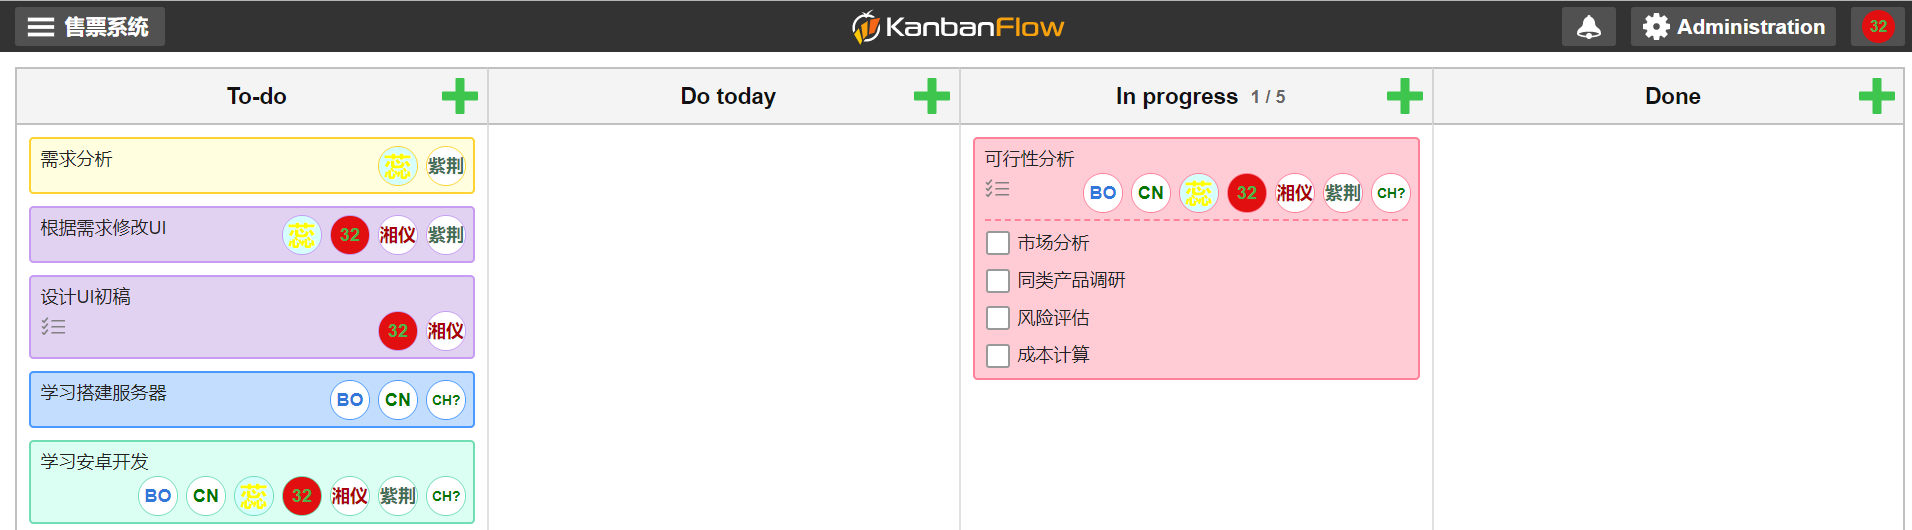 售票系统
KanbanFlow
Administration
32
To-do
Do today
In progress 1 / 5
Done
需求分析
蕊 紫荆
根据需求修改UI
蕊 32 湘仪 紫荆
设计UI初稿
32 湘仪
学习搭建服务器
BO CN CH?
学习安卓开发
BO CN 蕊 32 湘仪 紫荆 CH?
可行性分析
BO CN 蕊 32 湘仪 紫荆 CH?
市场分析
同类产品调研
风险评估
成本计算